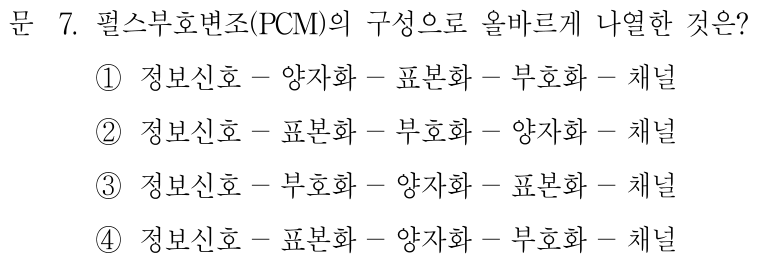 문 7. 펄스부호변조(PCM)의 구성으로 올바르게 나열한 것은?
① 정보신호 － 양자화 － 표본화 － 부호화 － 채널
② 정보신호 － 표본화 － 부호화 － 양자화 － 채널
③ 정보신호 － 부호화 － 양자화 － 표본화 － 채널
④ 정보신호 － 표본화 － 양자화 － 부호화 － 채널